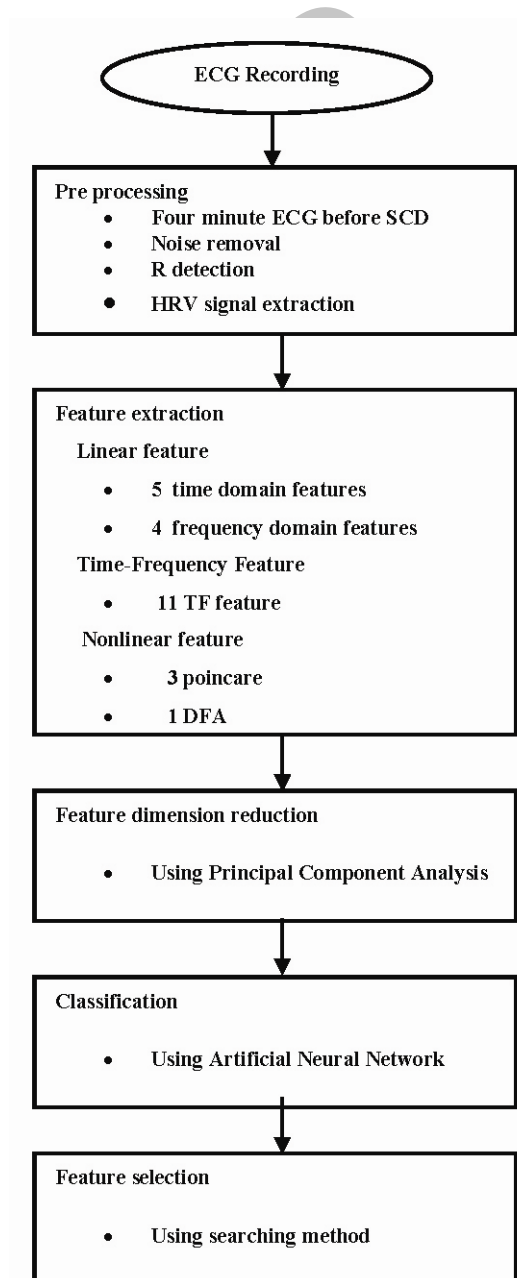 ECG Recording
Pre processing
• Four minute ECG before SCD
• Noise removal
• R detection
• HRV signal extraction
Feature extraction
Linear feature
• 5 time domain features
• 4 frequency domain features
Time-Frequency Feature
• 11 TF feature
Nonlinear feature
• 3 poincare
• 1 DFA
Feature dimension reduction
• Using Principal Component Analysis
Classification
• Using Artificial Neural Network
Feature selection
• Using searching method